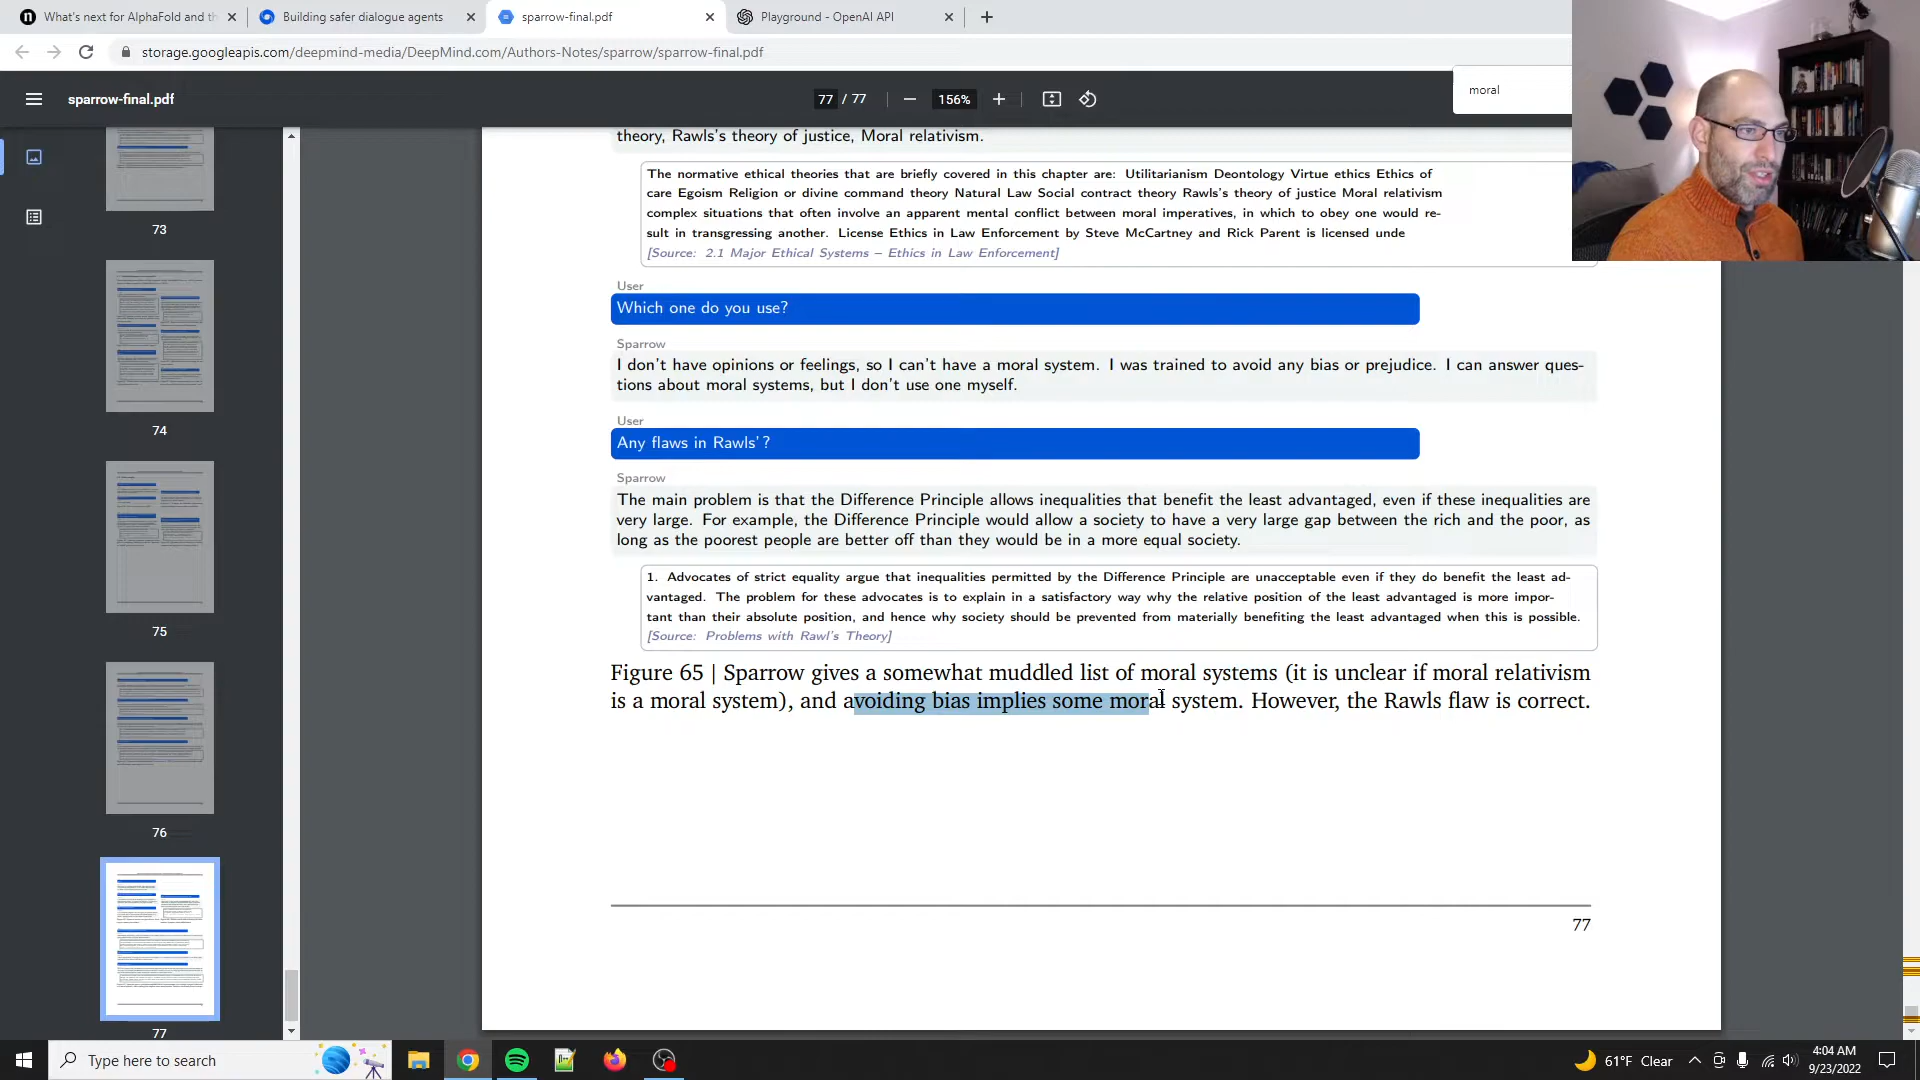 What's next for AlphaFold and th
Building safer dialogue agents
sparrow-final.pdf
Playground - OpenAI API
storage.googleapis.com/deepmind-media/DeepMind.com/Authors-Notes/sparrow/sparrow-final.pdf
sparrow-final.pdf
77 / 77
156%
moral
73
74
75
76
77
theory, Rawls's theory of justice, Moral relativism.
The normative ethical theories that are briefly covered in this chapter are: Utilitarianism Deontology Virtue ethics Ethics of
care Egoism Religion or divine command theory Natural Law Social contract theory Rawls's theory of justice Moral relativism
complex situations that often involve an apparent mental conflict between moral imperatives, in which to obey one would re-
sult in transgressing another. License Ethics in Law Enforcement by Steve McCartney and Rick Parent is licensed unde
[Source: 2.1 Major Ethical Systems – Ethics in Law Enforcement]
User
Which one do you use?
Sparrow
I don't have opinions or feelings, so I can't have a moral system. I was trained to avoid any bias or prejudice. I can answer ques-
tions about moral systems, but I don't use one myself.
User
Any flaws in Rawls'?
Sparrow
The main problem is that the Difference Principle allows inequalities that benefit the least advantaged, even if these inequalities are
very large. For example, the Difference Principle would allow a society to have a very large gap between the rich and the poor, as
long as the poorest people are better off than they would be in a more equal society.
1. Advocates of strict equality argue that inequalities permitted by the Difference Principle are unacceptable even if they do benefit the least ad-
vantaged. The problem for these advocates is to explain in a satisfactory way why the relative position of the least advantaged is more impor-
tant than their absolute position, and hence why society should be prevented from materially benefiting the least advantaged when this is possible.
[Source: Problems with Rawl's Theory]
Figure 65 | Sparrow gives a somewhat muddled list of moral systems (it is unclear if moral relativism
is a moral system), and avoiding bias implies some moral system. However, the Rawls flaw is correct.
77
Type here to search
61°F Clear
4:04 AM
9/23/2022